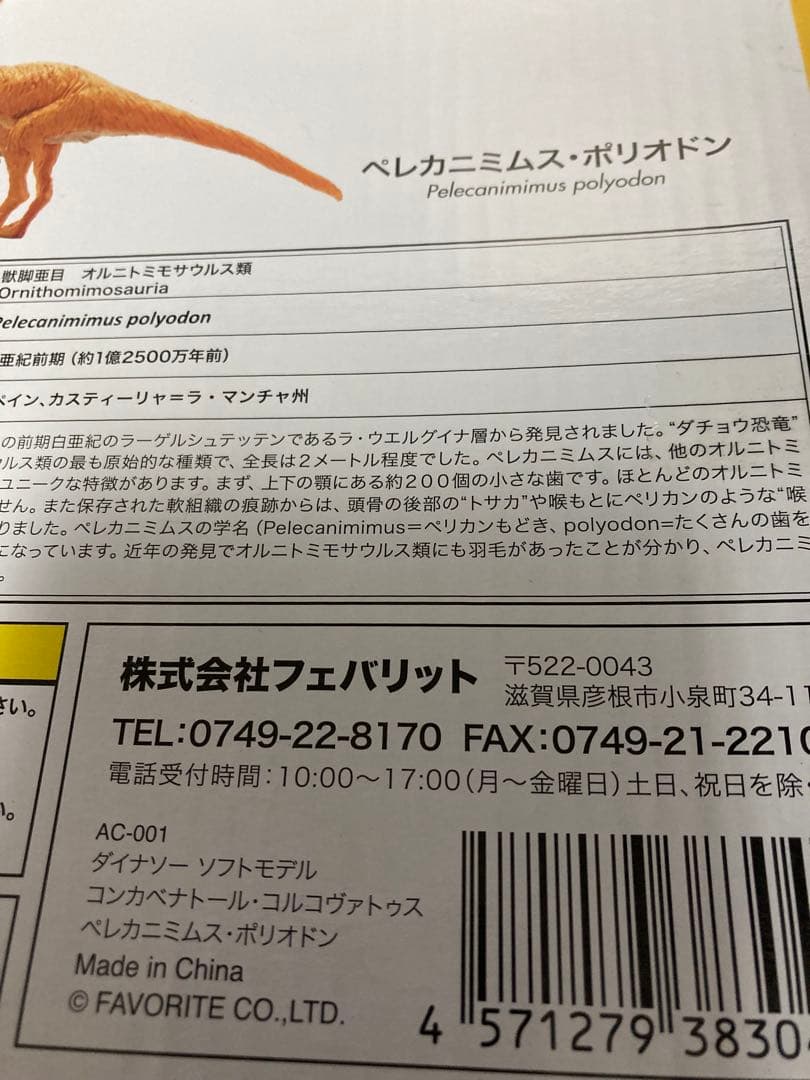 ペレカニミムス・ポリオドン
Pelecanimimus polyodon
獣脚亜目 オルニトミモサウルス類
Ornithomimosauria
Pelecanimimus polyodon
亜紀前期（約1億2500万年前）
ペイン、カスティーリャ＝ラ・マンチャ州
の前期白亜紀のラーゲルシュテッテンであるラ・ウエルグイナ層から発見されました。“ダチョウ恐竜”
ルス類の最も原始的な種類で、全長は２メートル程度でした。ペレカニミムスには、他のオルニトミ
ユニークな特徴があります。まず、上下の顎にある約２００個の小さな歯です。ほとんどのオルニトミ
せん。また保存された軟組織の痕跡からは、頭骨の後部の“トサカ”や喉もとにペリカンのような“喉
りました。ペレカニミムスの学名（Pelecanimimus＝ペリカンもどき、polyodon=たくさんの歯を
になっています。近年の発見でオルニトミモサウルス類にも羽毛があったことが分かり、ペレカニミ
。
さい。
い。
株式会社フェバリット
〒522-0043
滋賀県彦根市小泉町34-11
TEL：0749-22-8170 FAX：0749-21-2210
電話受付時間：10:00〜17:00（月〜金曜日）土日、祝日を除
AC-001
ダイナソー ソフトモデル
コンカベナトール・コルコヴァトゥス
ペレカニミムス・ポリオドン
Made in China
© FAVORITE CO.,LTD.
4 571279 38304